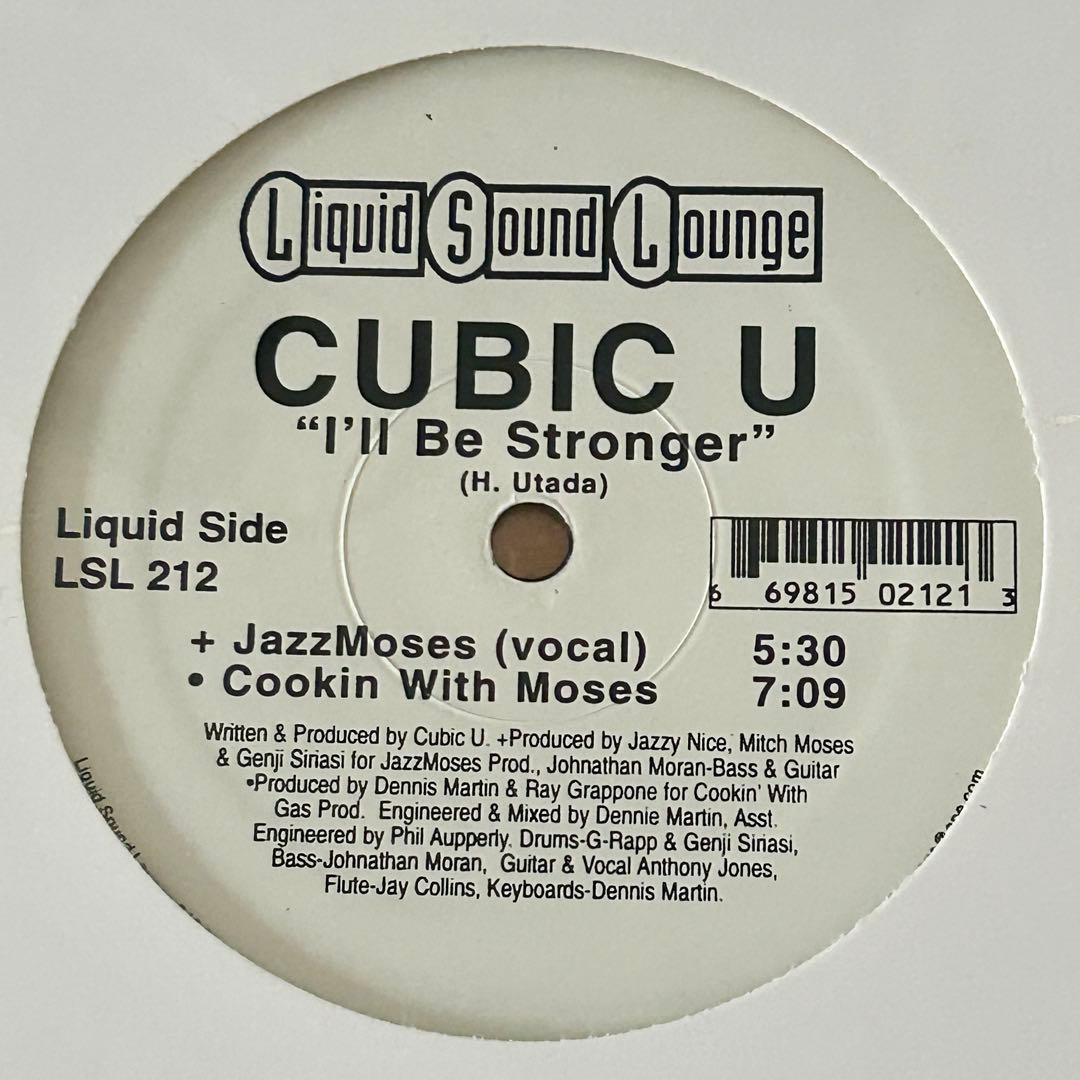 Liquid Sound Lounge
CUBIC U
“I'll Be Stronger”
(H. Utada)
Liquid Side
LSL 212
6 69815 02121 3
+ JazzMoses (vocal) 5:30
• Cookin With Moses 7:09
Written & Produced by Cubic U. +Produced by Jazzy Nice, Mitch Moses
& Genji Siriasi for JazzMoses Prod., Johnathan Moran-Bass & Guitar
•Produced by Dennis Martin & Ray Grappone for Cookin' With
Gas Prod. Engineered & Mixed by Dennie Martin, Asst.
Engineered by Phil Aupperly. Drums-G-Rapp & Genji Siriasi,
Bass-Johnathan Moran, Guitar & Vocal Anthony Jones,
Flute-Jay Collins, Keyboards-Dennis Martin.
Liquid Sound